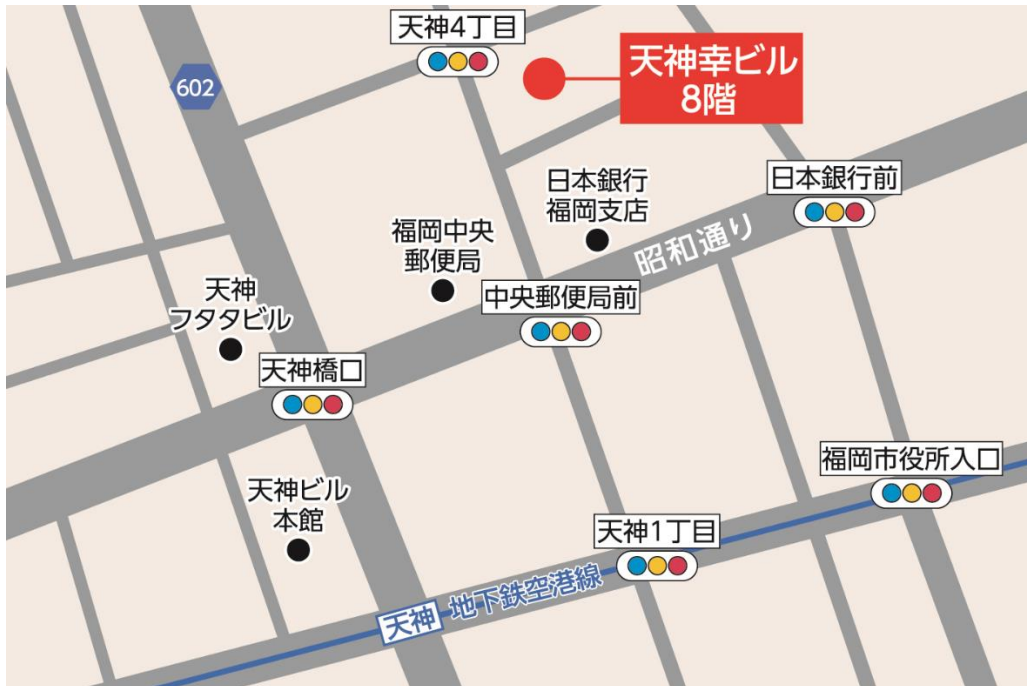 天神4丁目
602
天神幸ビル
8階
日本銀行前
日本銀行
福岡支店
昭和通り
福岡中央
郵便局
中央郵便局前
天神
フタタビル
天神橋口
福岡市役所入口
天神ビル
本館
天神1丁目
地下鉄空港線
天神